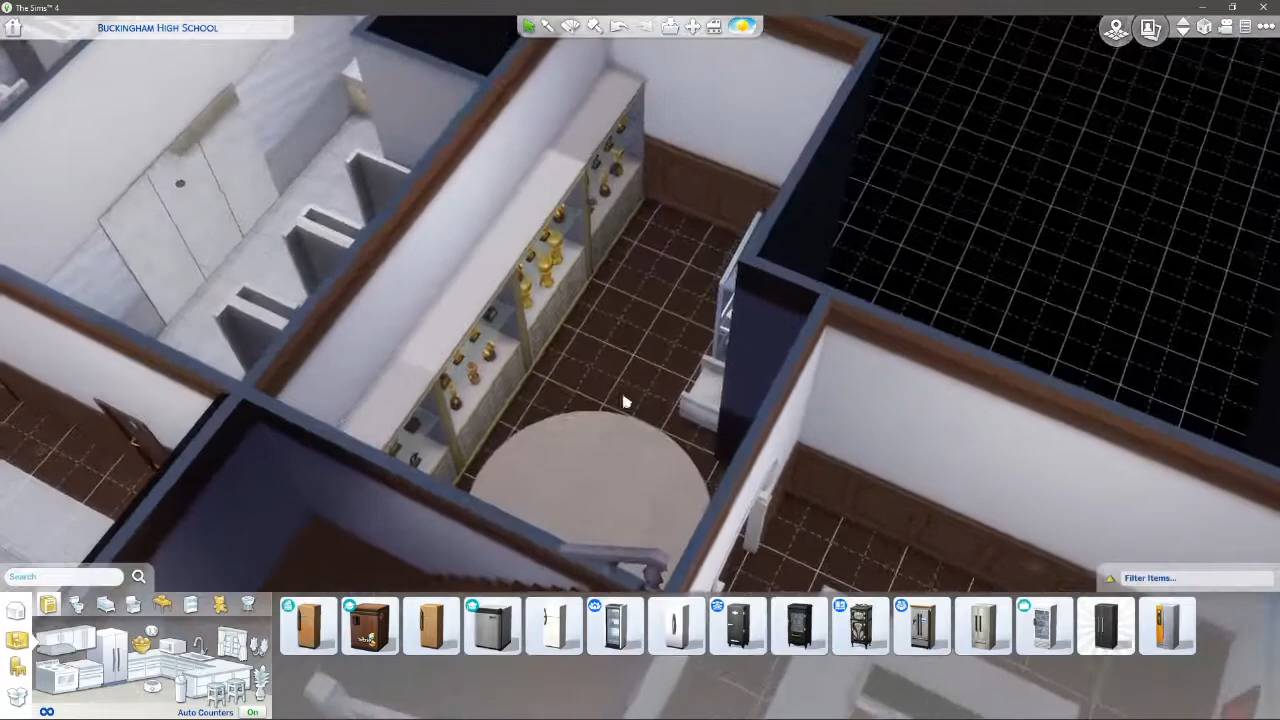 The Sims™ 4
BUCKINGHAM HIGH SCHOOL
Search
Filter Items...
Auto Counters
On